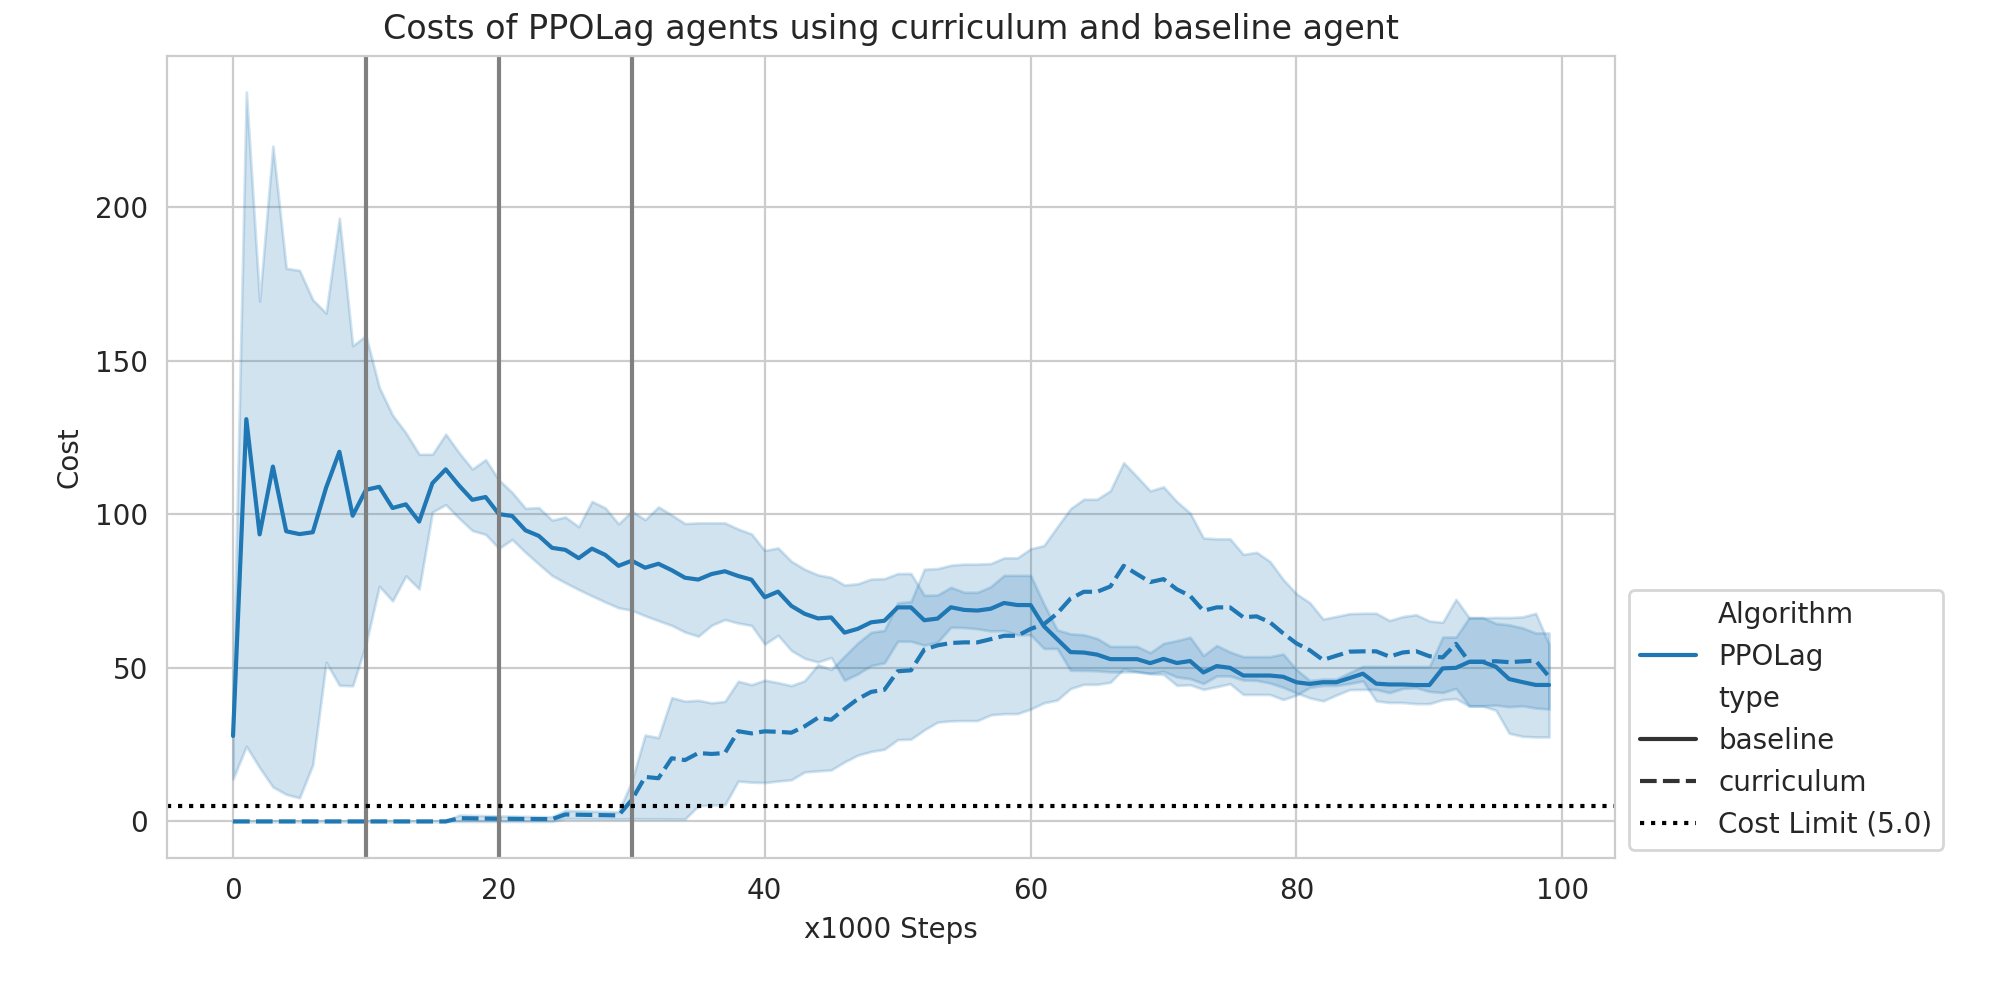 Costs of PPOLag agents using curriculum and baseline agent
Cost
200
150
100
50
0
0 20 40 60 80 100
x1000 Steps
Algorithm
PPOLag
type
baseline
curriculum
Cost Limit (5.0)